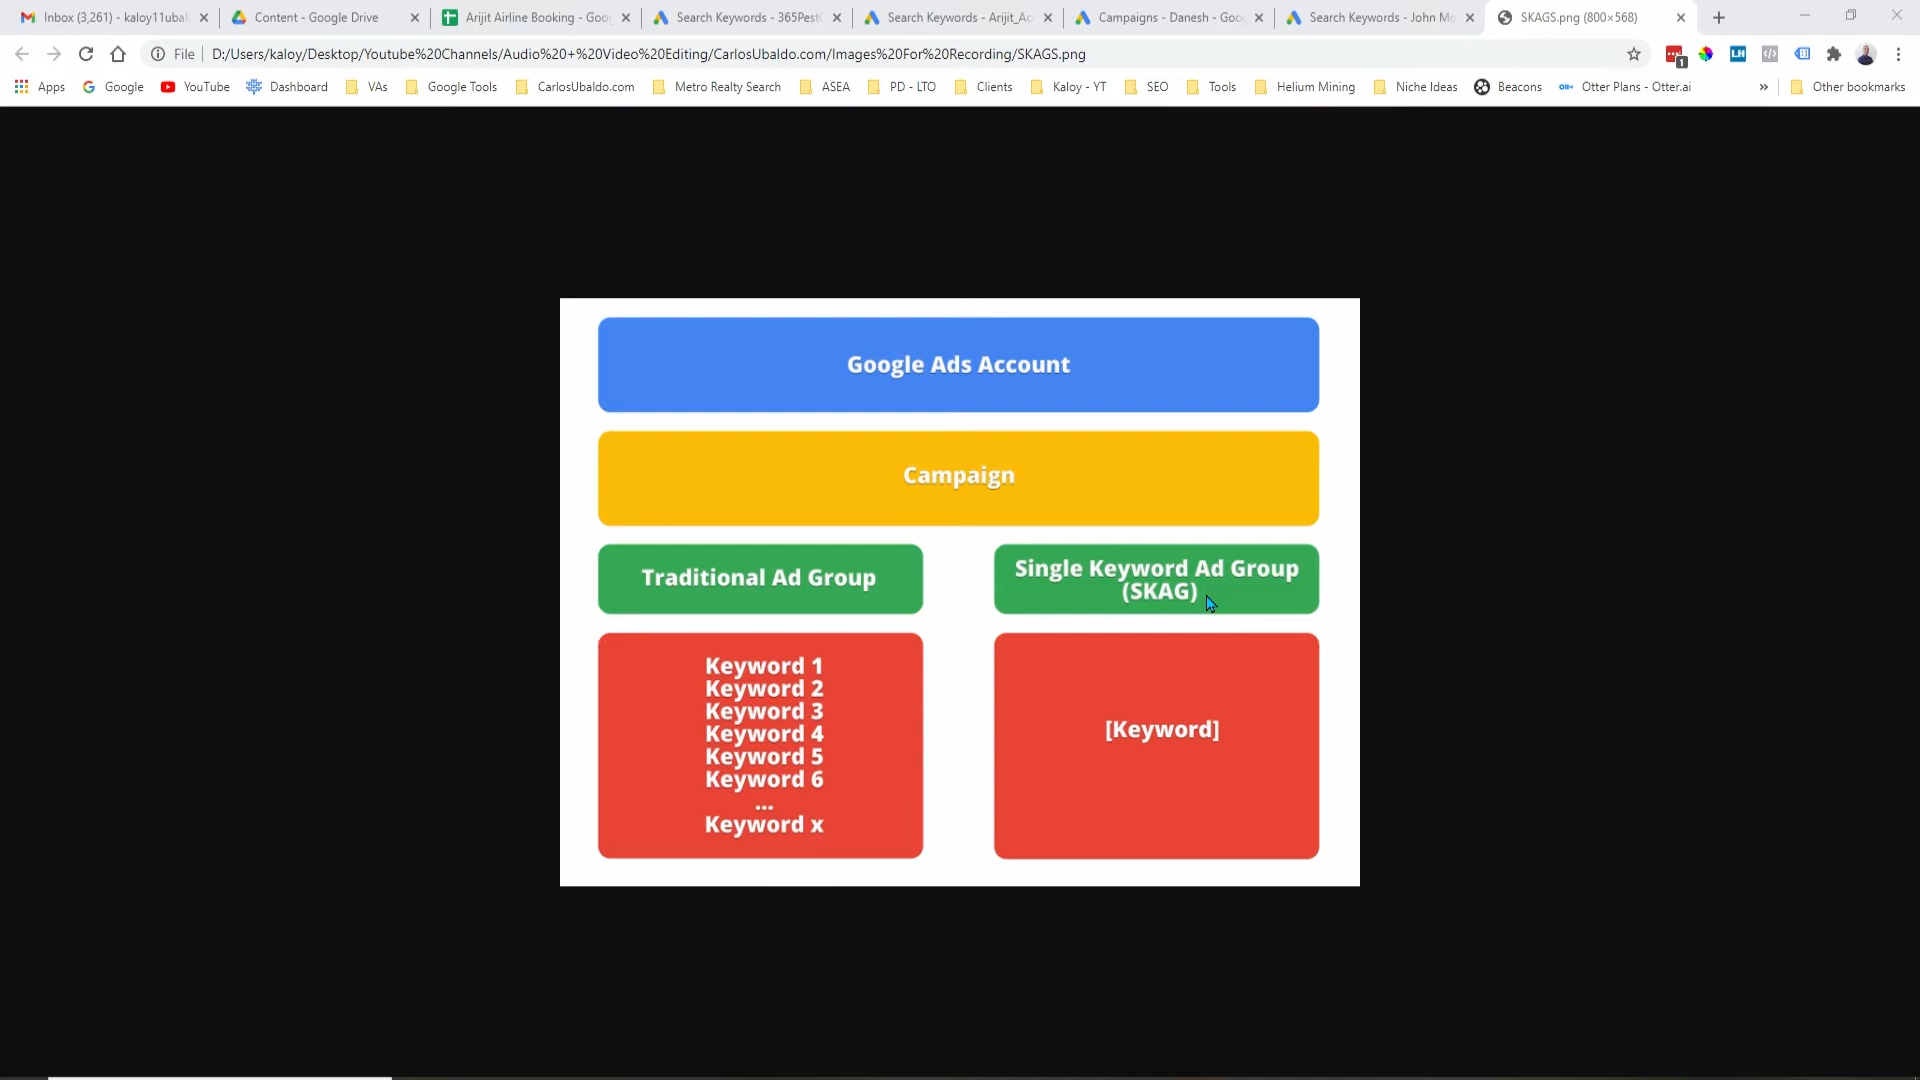 Inbox (3,261) - kaloy11uba
Content - Google Drive
Arijit Airline Booking - Goo
Search Keywords - 365Pest
Search Keywords - Arijit_Ac
Campaigns - Danesh - Goo
Search Keywords - John Mo
SKAGS.png (800×568)
File
D:/Users/kaloy/Desktop/Youtube%20Channels/Audio%20+%20Video%20Editing/CarlosUbaldo.com/Images%20For%20Recording/SKAGS.png
1
LH
Apps
Google
YouTube
Dashboard
VAs
Google Tools
CarlosUbaldo.com
Metro Realty Search
ASEA
PD - LTO
Clients
Kaloy - YT
SEO
Tools
Helium Mining
Niche Ideas
Beacons
Otter Plans - Otter.ai
»
Other bookmarks
Google Ads Account
Campaign
Traditional Ad Group
Single Keyword Ad Group
(SKAG)
Keyword 1
Keyword 2
Keyword 3
Keyword 4
Keyword 5
Keyword 6
...
Keyword x
[Keyword]